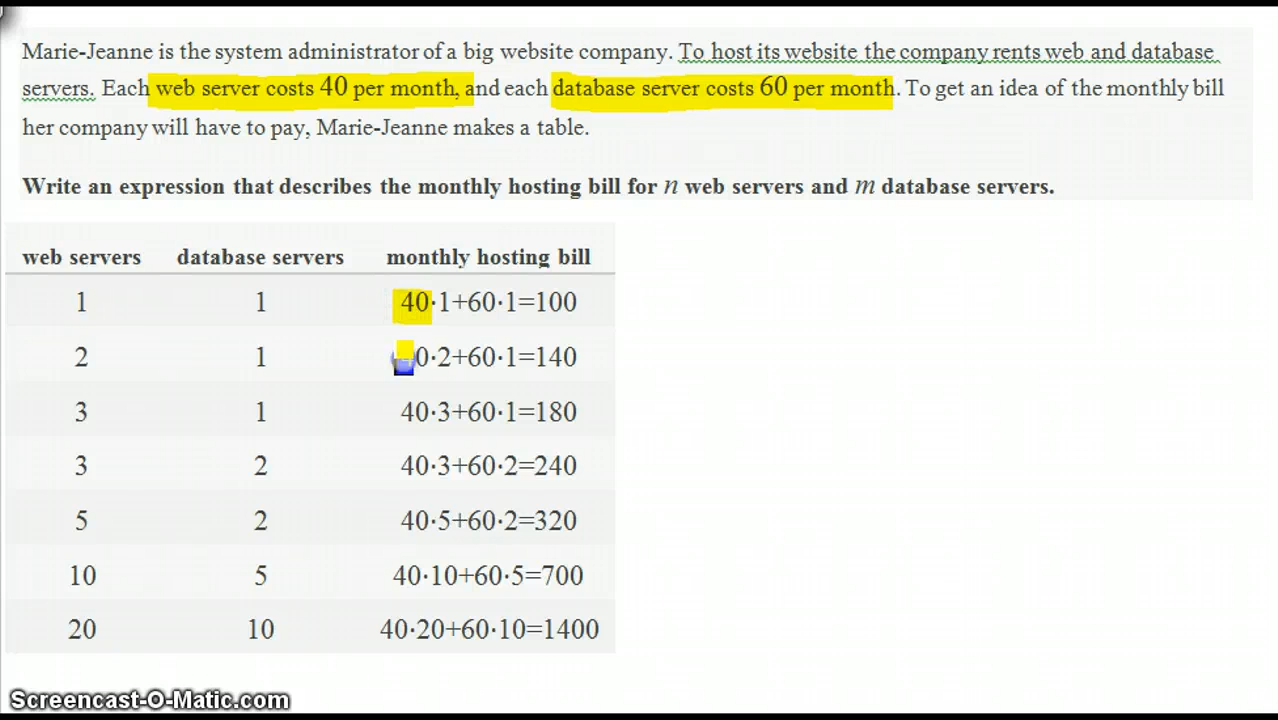 Marie-Jeanne is the system administrator of a big website company. To host its website the company rents web and database
servers. Each web server costs 40 per month, and each database server costs 60 per month. To get an idea of the monthly bill
her company will have to pay, Marie-Jeanne makes a table.
Write an expression that describes the monthly hosting bill for n web servers and m database servers.
web servers database servers monthly hosting bill
1 1 40·1+60·1=100
2 1 0·2+60·1=140
3 1 40·3+60·1=180
3 2 40·3+60·2=240
5 2 40·5+60·2=320
10 5 40·10+60·5=700
20 10 40·20+60·10=1400
Screencast-O-Matic.com